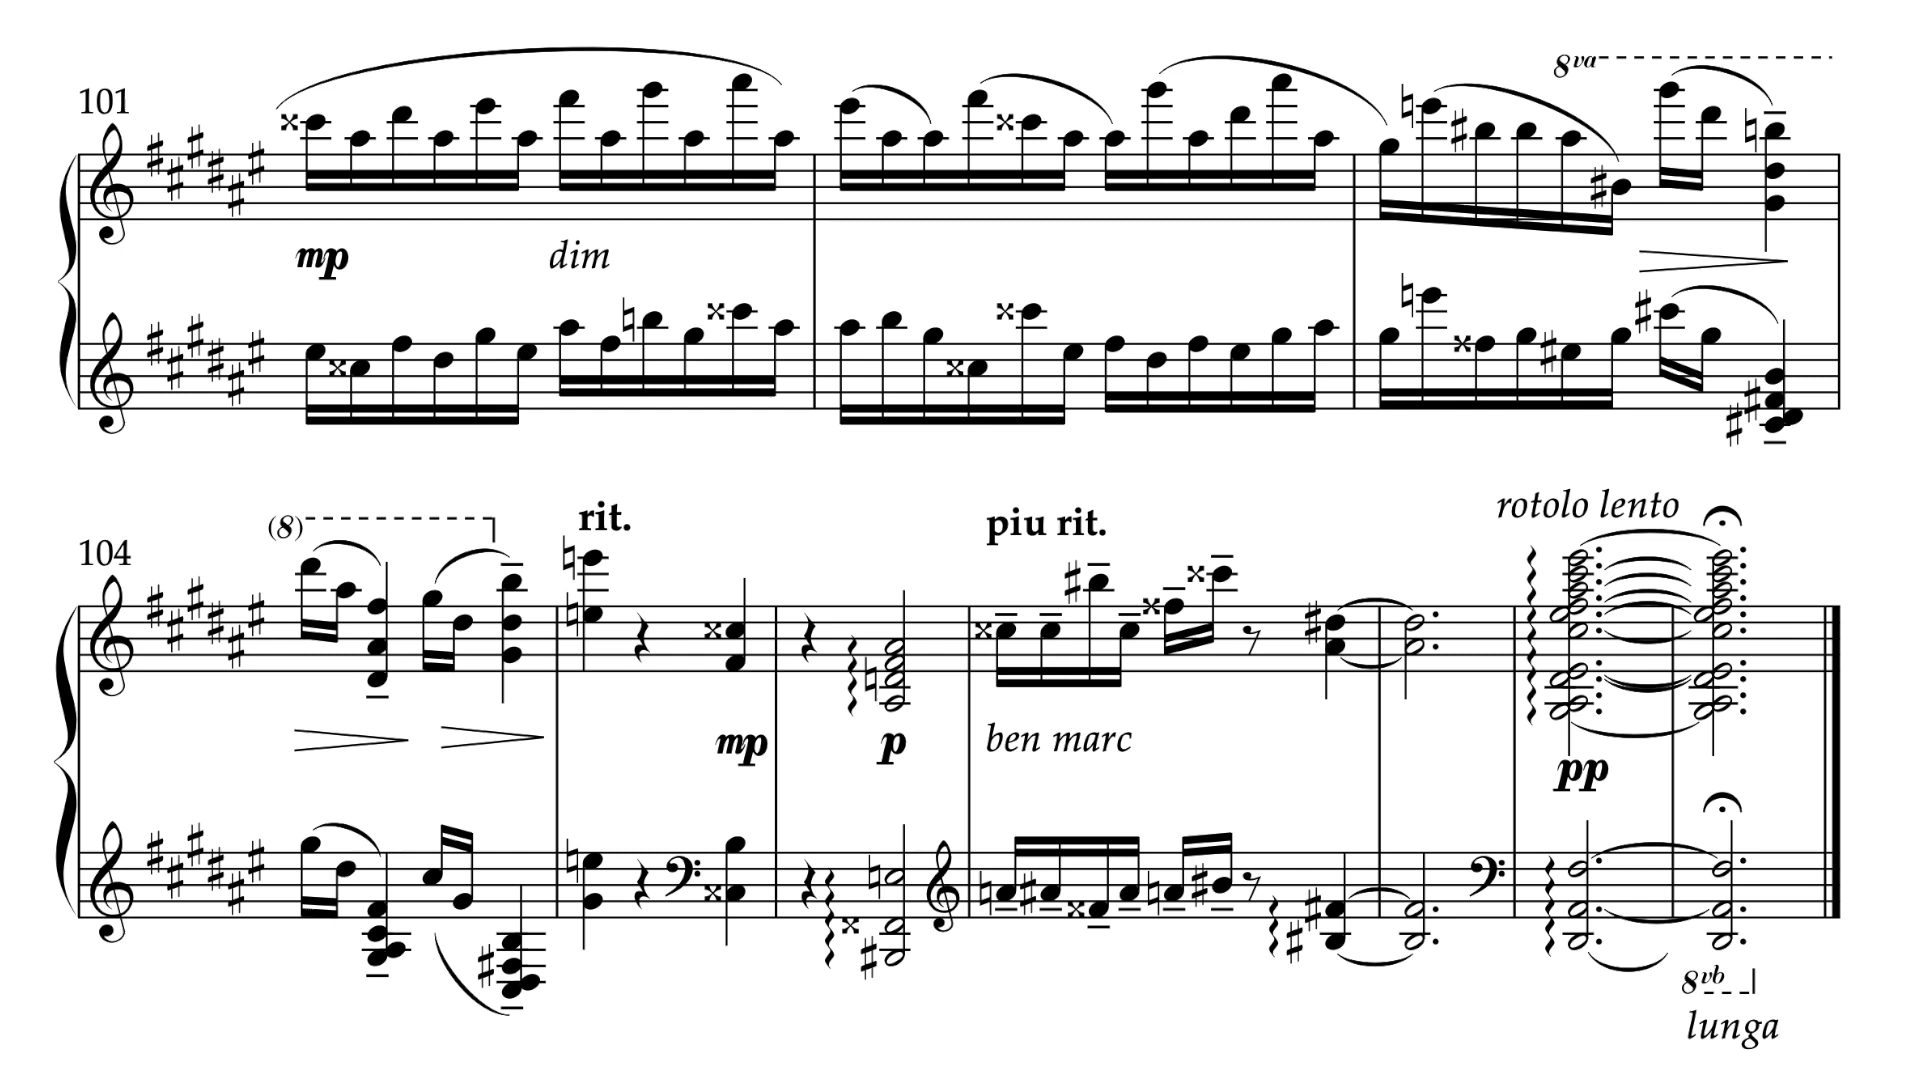 8va
101
mp dim
rotolo lento
(8) rit. piu rit.
104
mp p ben marc
pp
8vb
lunga